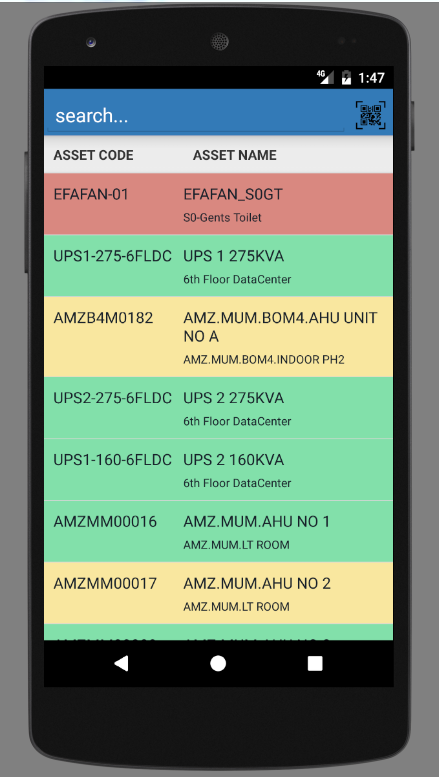 4G 1:47
search...
ASSET CODE ASSET NAME
EFAFAN-01 EFAFAN_S0GT
S0-Gents Toilet
UPS1-275-6FLDC UPS 1 275KVA
6th Floor DataCenter
AMZB4M0182 AMZ.MUM.BOM4.AHU UNIT
NO A
AMZ.MUM.BOM4.INDOOR PH2
UPS2-275-6FLDC UPS 2 275KVA
6th Floor DataCenter
UPS1-160-6FLDC UPS 2 160KVA
6th Floor DataCenter
AMZMM00016 AMZ.MUM.AHU NO 1
AMZ.MUM.LT ROOM
AMZMM00017 AMZ.MUM.AHU NO 2
AMZ.MUM.LT ROOM